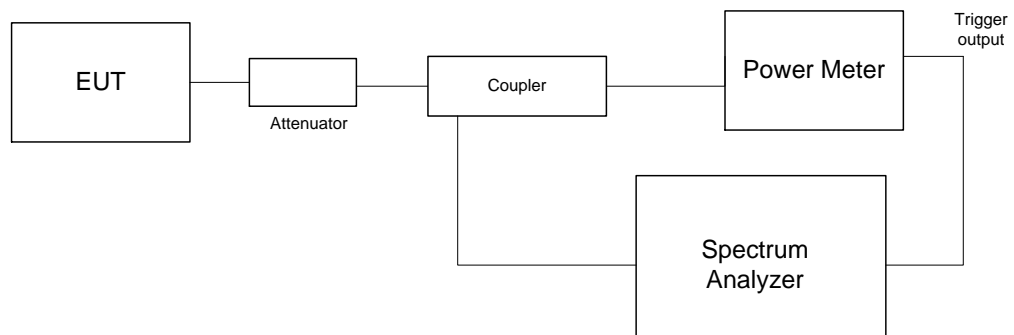 Trigger
output
EUT
Power Meter
Coupler
Attenuator
Spectrum
Analyzer